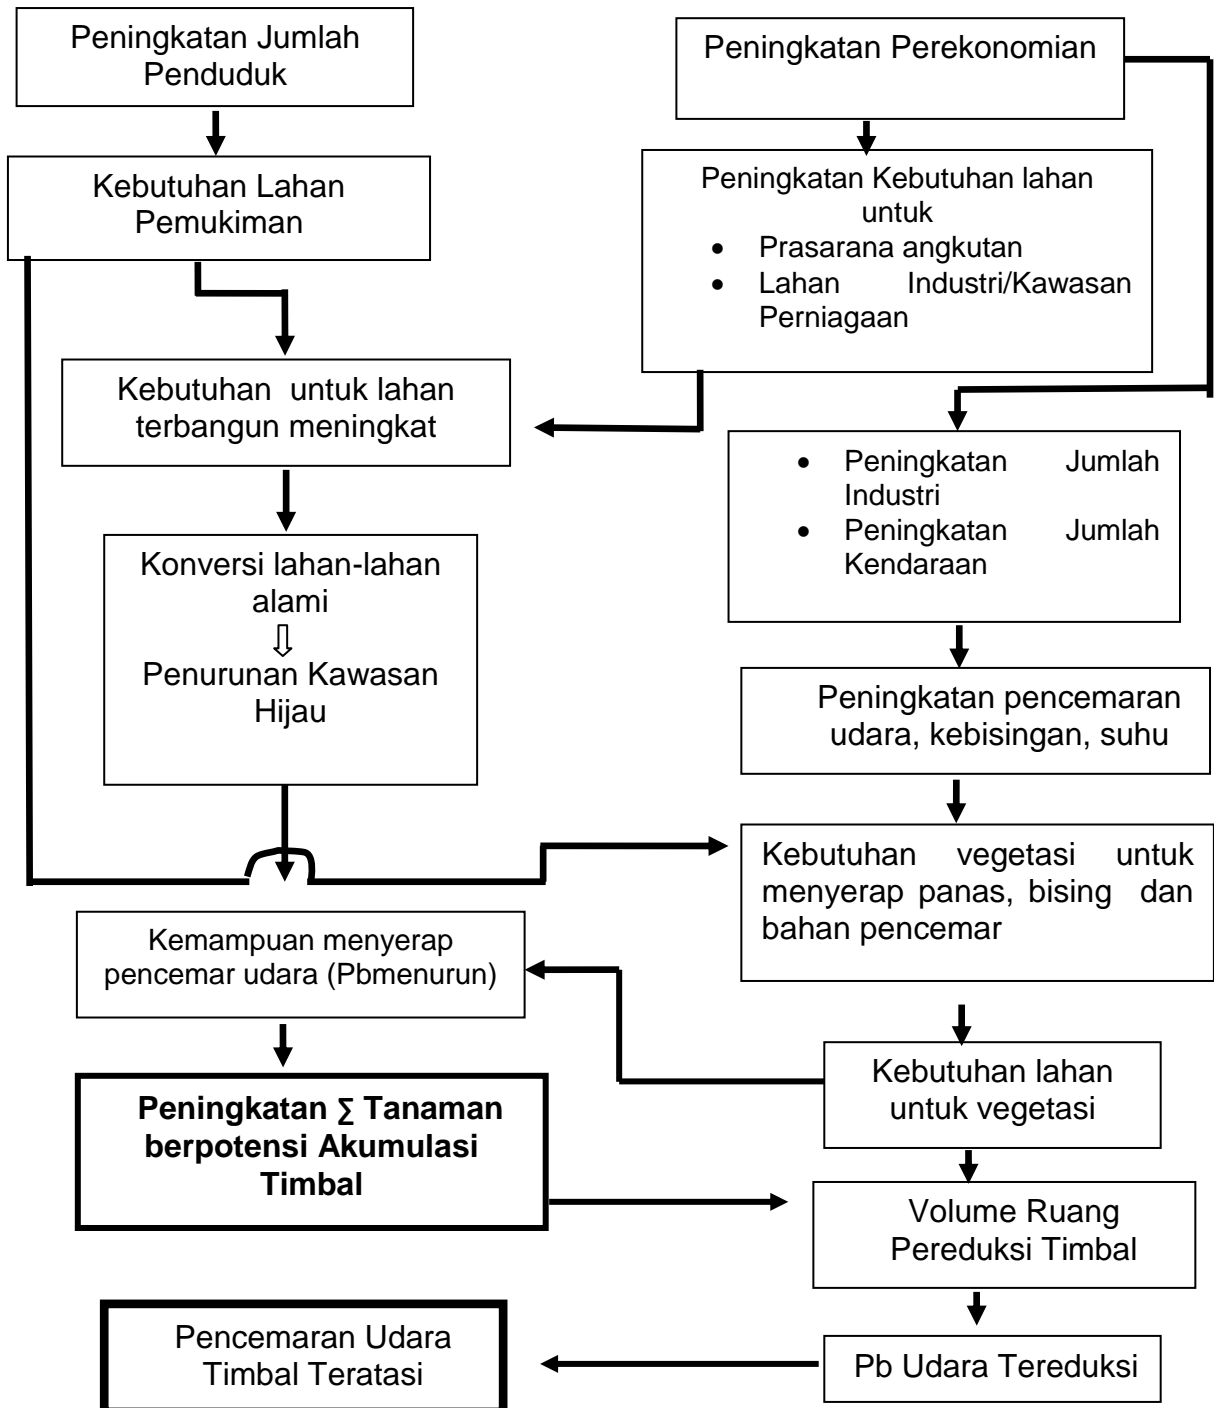 Peningkatan Jumlah
Penduduk
Peningkatan Perekonomian
Kebutuhan Lahan
Pemukiman
Peningkatan Kebutuhan lahan
untuk
• Prasarana angkutan
• Lahan Industri/Kawasan
Perniagaan
Kebutuhan untuk lahan
terbangun meningkat
• Peningkatan Jumlah
Industri
• Peningkatan Jumlah
Kendaraan
Konversi lahan-lahan
alami
⇩
Penurunan Kawasan
Hijau
Peningkatan pencemaran
udara, kebisingan, suhu
Kebutuhan vegetasi untuk
menyerap panas, bising dan
bahan pencemar
Kemampuan menyerap
pencemar udara (Pbmenurun)
Kebutuhan lahan
untuk vegetasi
Peningkatan ∑ Tanaman
berpotensi Akumulasi
Timbal
Volume Ruang
Pereduksi Timbal
Pencemaran Udara
Timbal Teratasi
Pb Udara Tereduksi